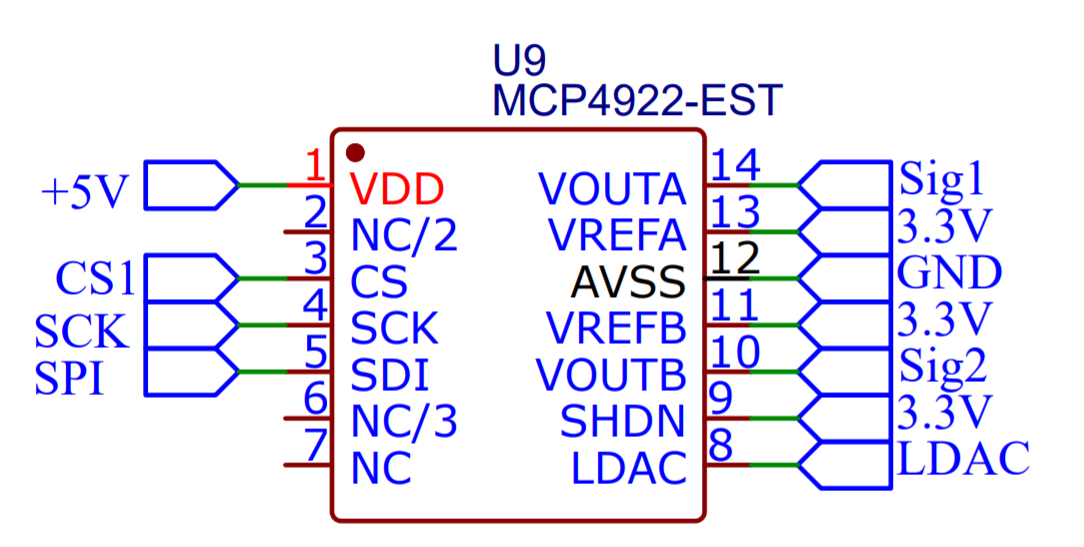 U9
MCP4922-EST
+5V 1 VDD VOUTA 14 Sig1
2 NC/2 VREFA 13 3.3V
CS1 3 CS AVSS 12 GND
SCK 4 SCK VREFB 11 3.3V
SPI 5 SDI VOUTB 10 Sig2
6 NC/3 SHDN 9 3.3V
7 NC LDAC 8 LDAC